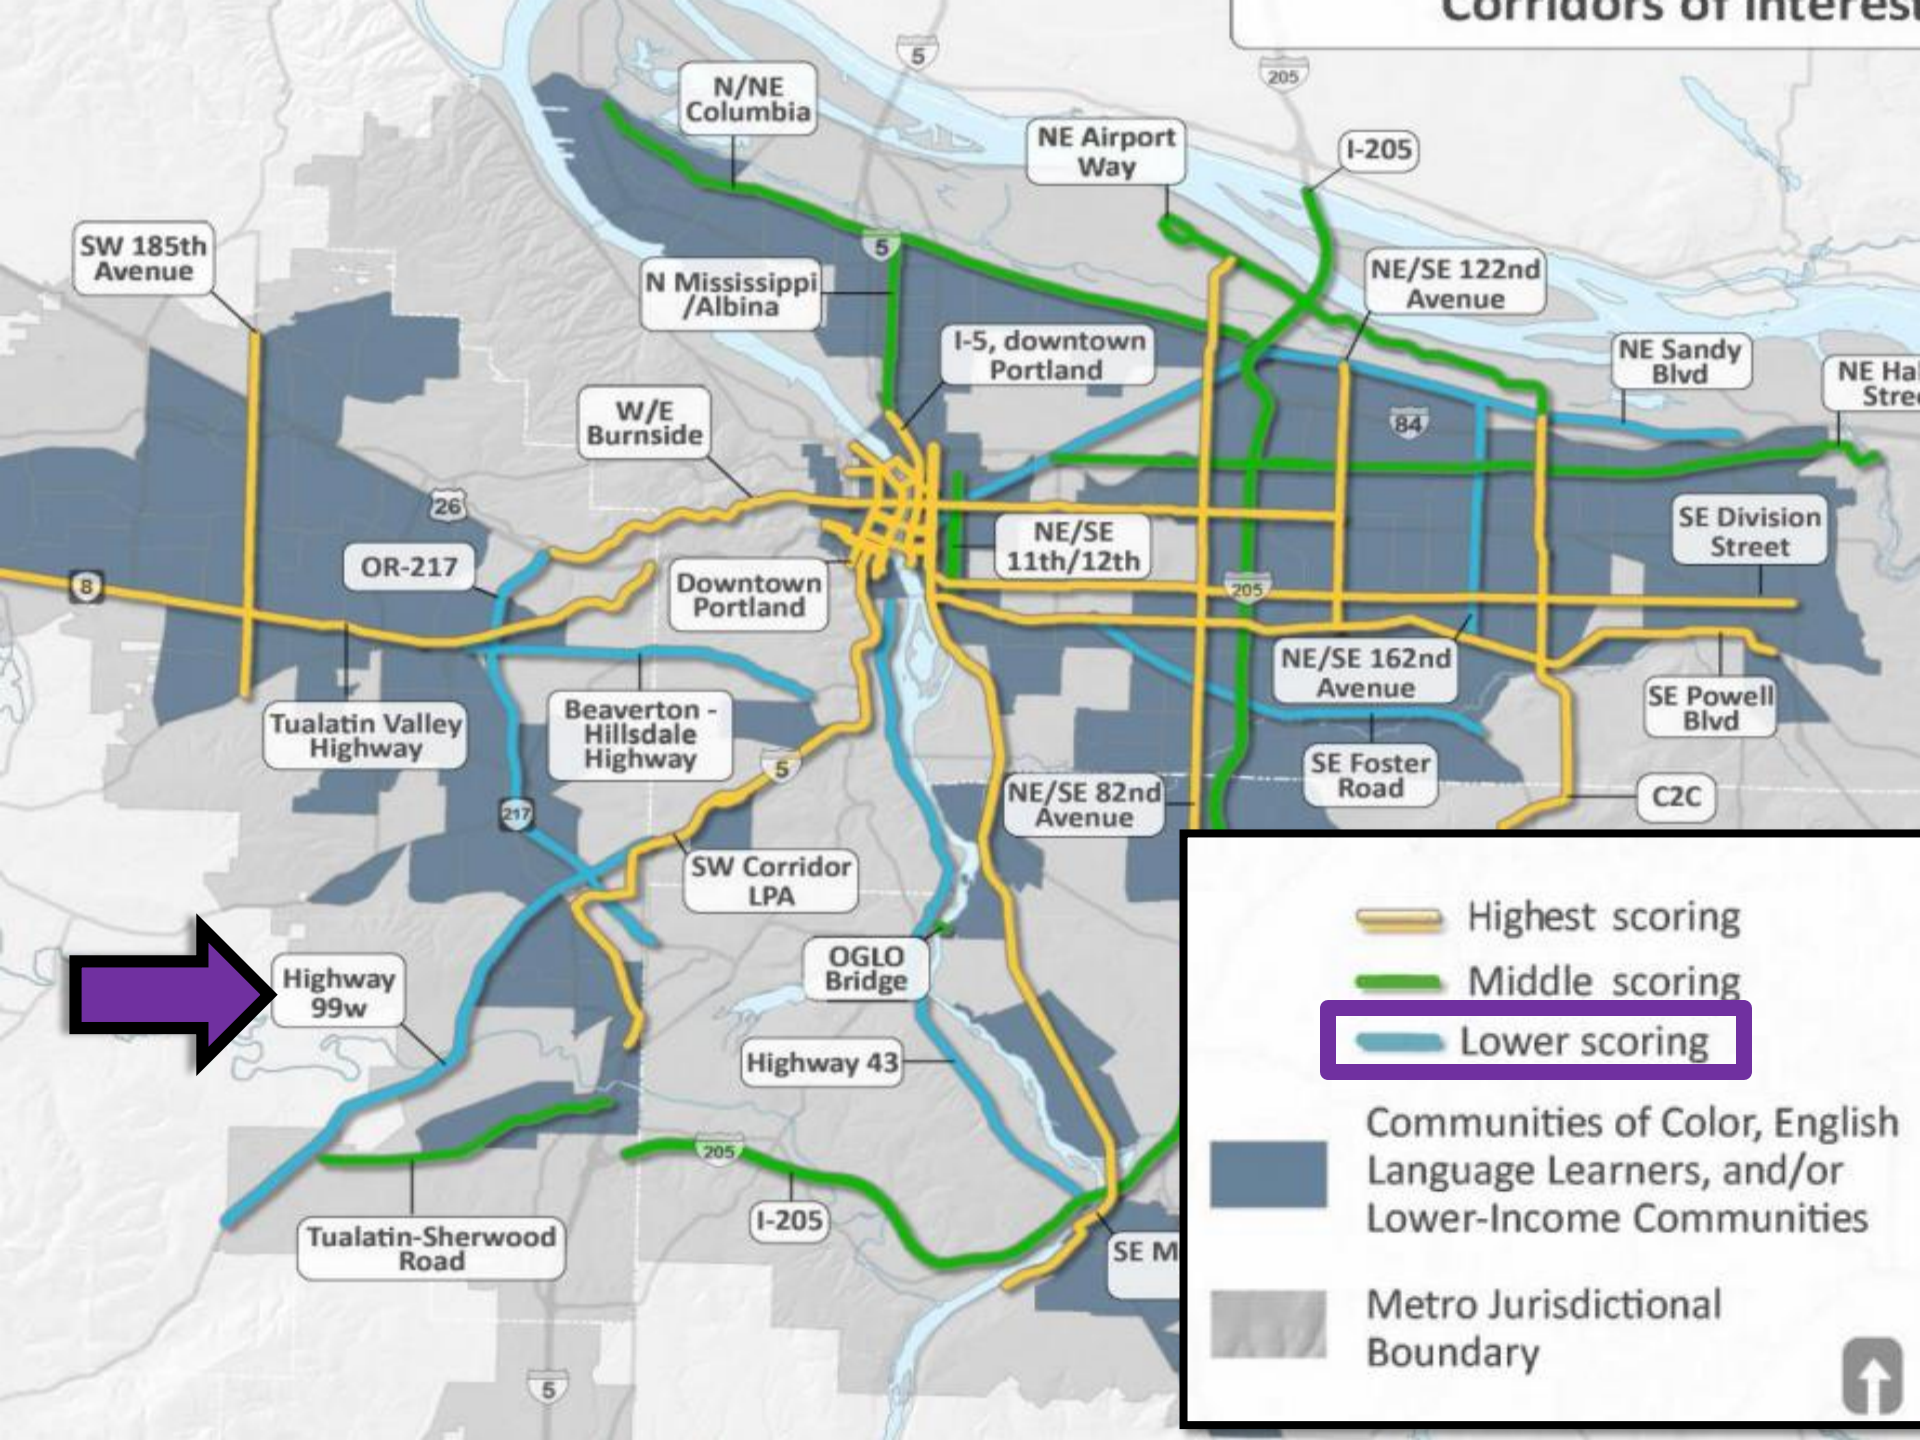 Corridors of
5
205
N/NE
Columbia
NE Airport
Way
I-205
SW 185th
Avenue
5
N Mississippi
/Albina
NE/SE 122nd
Avenue
I-5, downtown
Portland
NE Sandy
Blvd
NE
W/E
Burnside
84
26
SE Division
Street
NE/SE
11th/12th
OR-217
8
Downtown
Portland
205
NE/SE 162nd
Avenue
SE Powell
Blvd
Tualatin Valley
Highway
Beaverton -
Hillsdale
Highway
5
SE Foster
Road
NE/SE 82nd
Avenue
C2C
217
SW Corridor
LPA
Highest scoring
OGLO
Bridge
Middle scoring
Highway
99w
Lower scoring
Highway 43
Communities of Color, English
Language Learners, and/or
Lower-Income Communities
205
I-205
Tualatin-Sherwood
Road
SE M
Metro Jurisdictional
Boundary
5